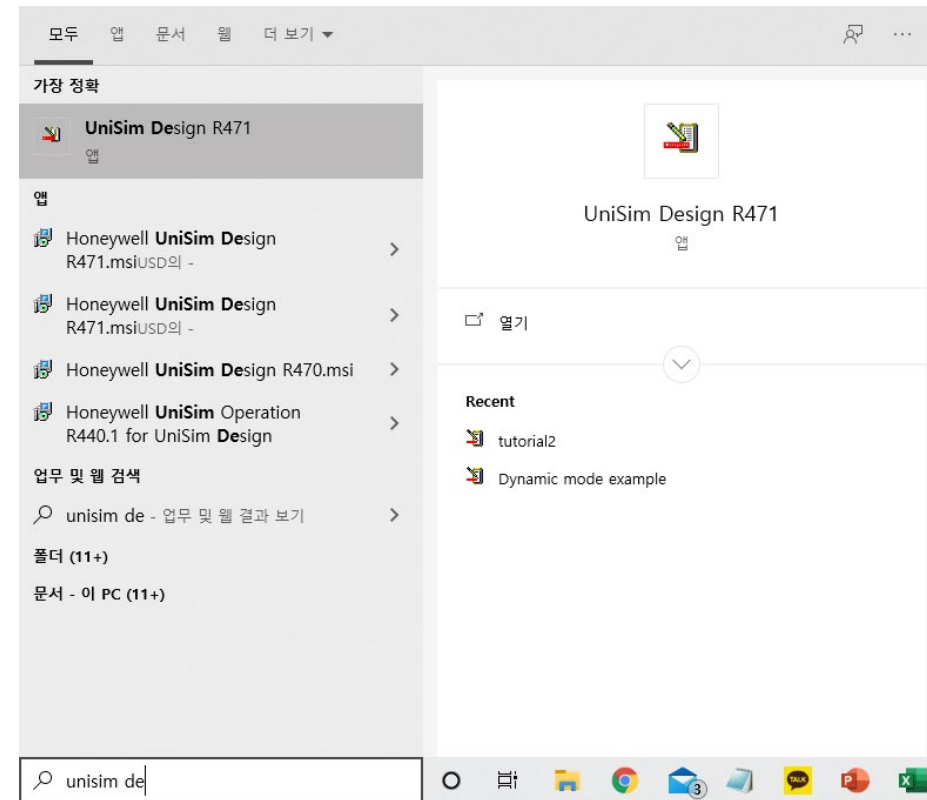 모두 앱 문서 웹 더 보기
가장 정확
UniSim Design R471
앱
앱
Honeywell UniSim Design
R471.msiUSD의 -
Honeywell UniSim Design
R471.msiUSD의 -
Honeywell UniSim Design R470.msi
Honeywell UniSim Operation
R440.1 for UniSim Design
업무 및 웹 검색
unisim de - 업무 및 웹 결과 보기
폴더 (11+)
문서 - 이 PC (11+)
UniSim Design R471
앱
열기
Recent
tutorial2
Dynamic mode example
unisim de
3
TALK
P
X